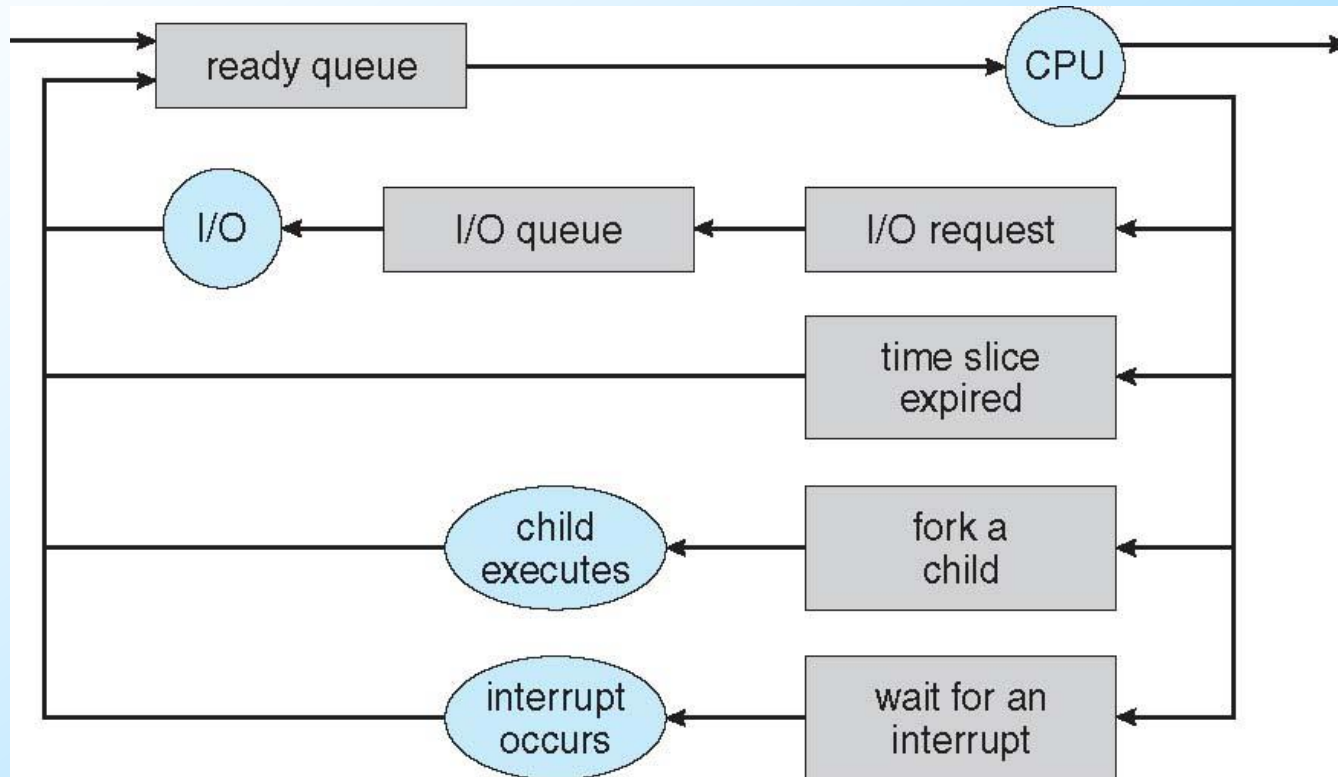 ready queue
CPU
I/O
I/O queue
I/O request
time slice
expired
child
executes
fork a
child
interrupt
occurs
wait for an
interrupt